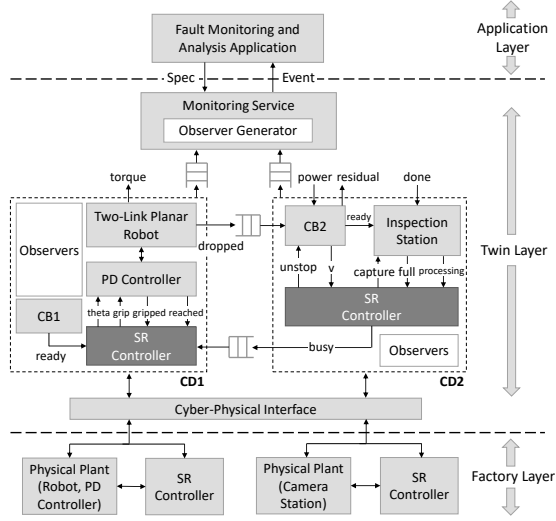 Fault Monitoring and
Analysis Application
Application
Layer
Spec
Event
Monitoring Service
Observer Generator
torque
power
residual
done
Observers
Two-Link Planar
Robot
dropped
CB2
ready
Inspection
Station
Twin Layer
PD Controller
unstop
v
capture
full
processing
CB1
theta
grip
gripped
reached
SR
Controller
ready
SR
Controller
busy
Observers
CD1
CD2
Cyber-Physical Interface
Physical Plant
(Robot, PD
Controller)
SR
Controller
Physical Plant
(Camera
Station)
SR
Controller
Factory Layer